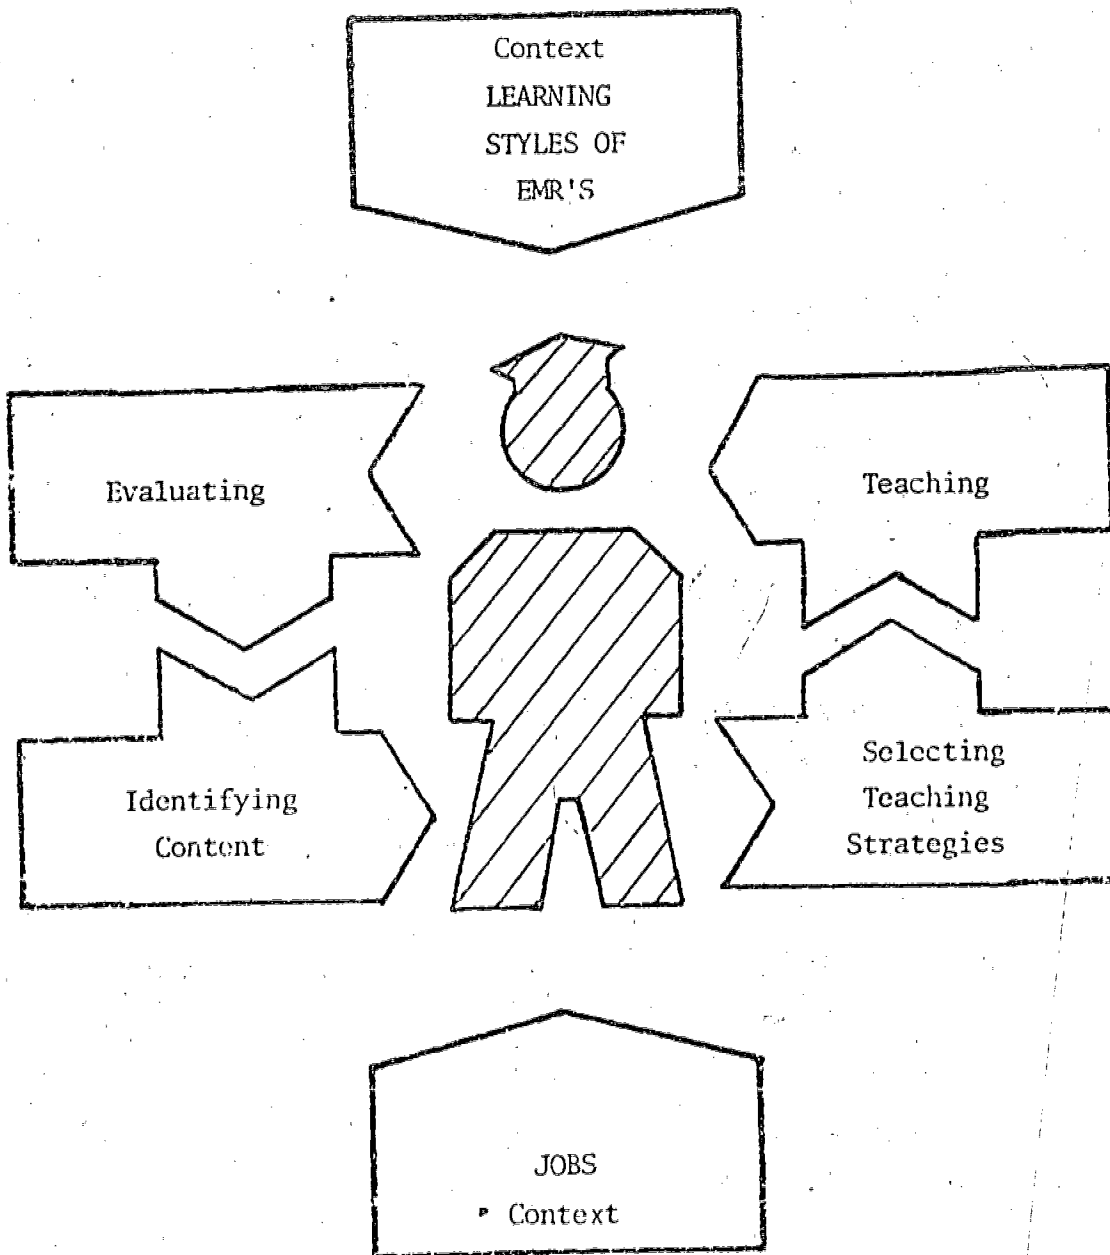 Context
LEARNING
STYLES OF
EMR'S
Evaluating
Teaching
Identifying
Content
Selecting
Teaching
Strategies
JOBS
Context